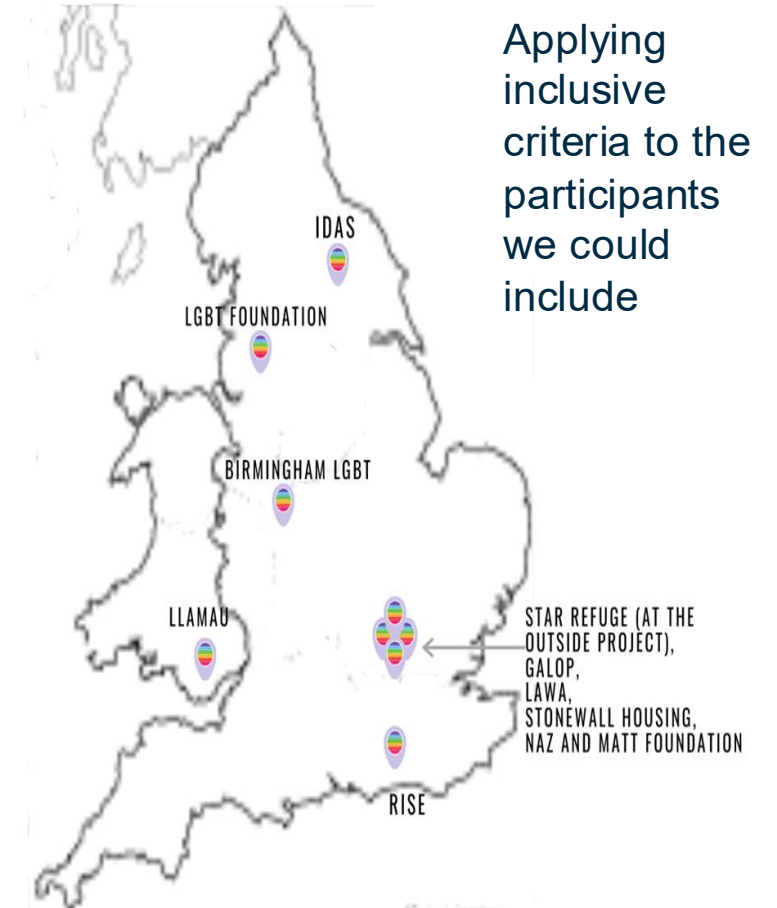 Applying
inclusive
criteria to the
participants
we could
include
IDAS
LGBT FOUNDATION
BIRMINGHAM LGBT
LLAMAU
STAR REFUGE (AT THE
OUTSIDE PROJECT),
GALOP,
LAWA,
STONEWALL HOUSING,
NAZ AND MATT FOUNDATION
RISE